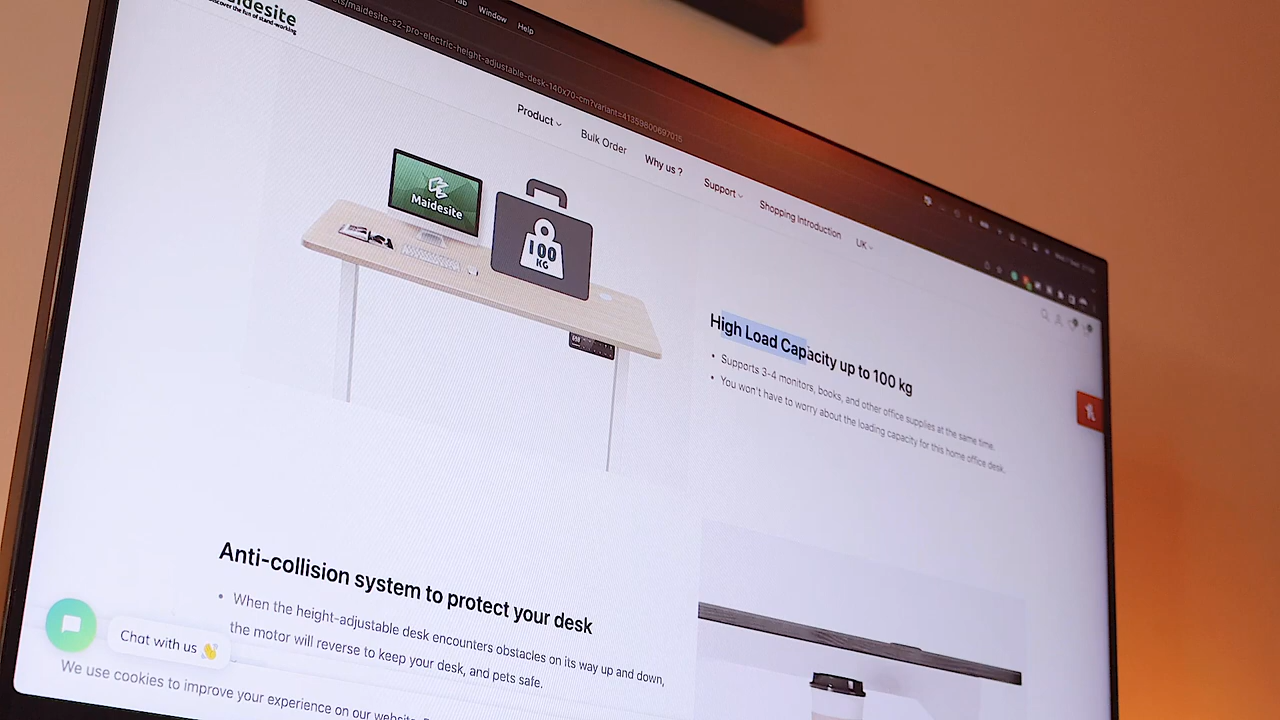 Window Help
maidesite-s2-pro-electric-height-adjustable-desk-140x70-cm?variant=41359800697015
desite
discover the fun of stand working
Product
Bulk Order
Why us ?
Support
Shopping Introduction
UK
Maidesite
100
KG
High Load Capacity up to 100 kg
• Supports 3-4 monitors, books, and other office supplies at the same time.
• You won't have to worry about the loading capacity for this home office desk.
Anti-collision system to protect your desk
• When the height-adjustable desk encounters obstacles on its way up and down,
the motor will reverse to keep your desk, and pets safe.
Chat with us 👋
We use cookies to improve your experience on our website.